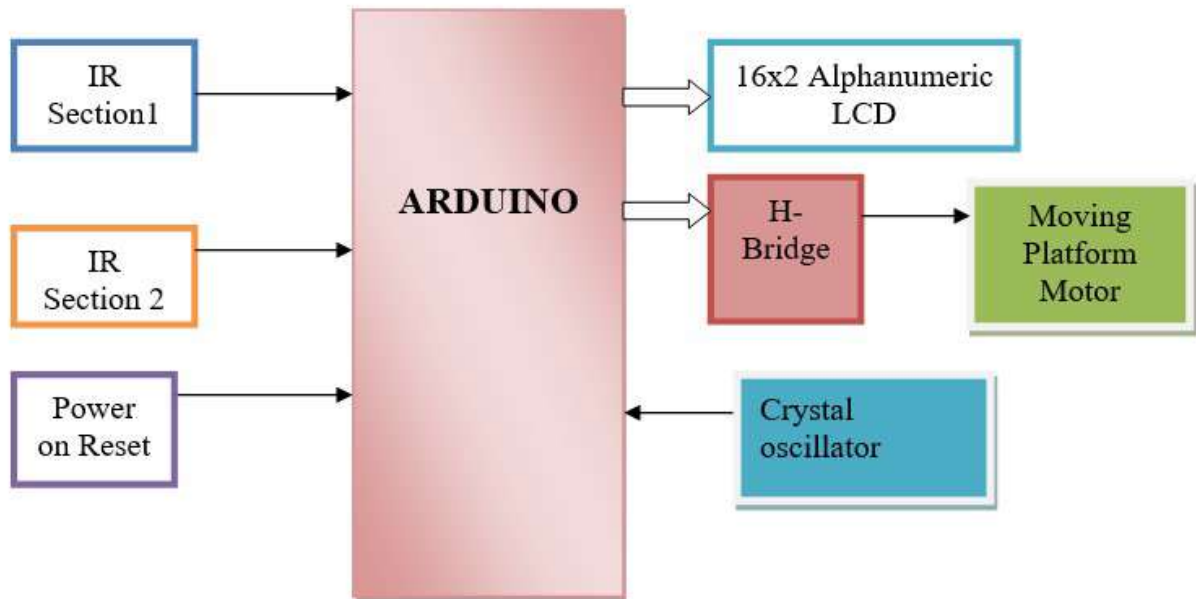 IR
Section1
IR
Section 2
Power
on Reset
ARDUINO
16x2 Alphanumeric
LCD
H-
Bridge
Moving
Platform
Motor
Crystal
oscillator